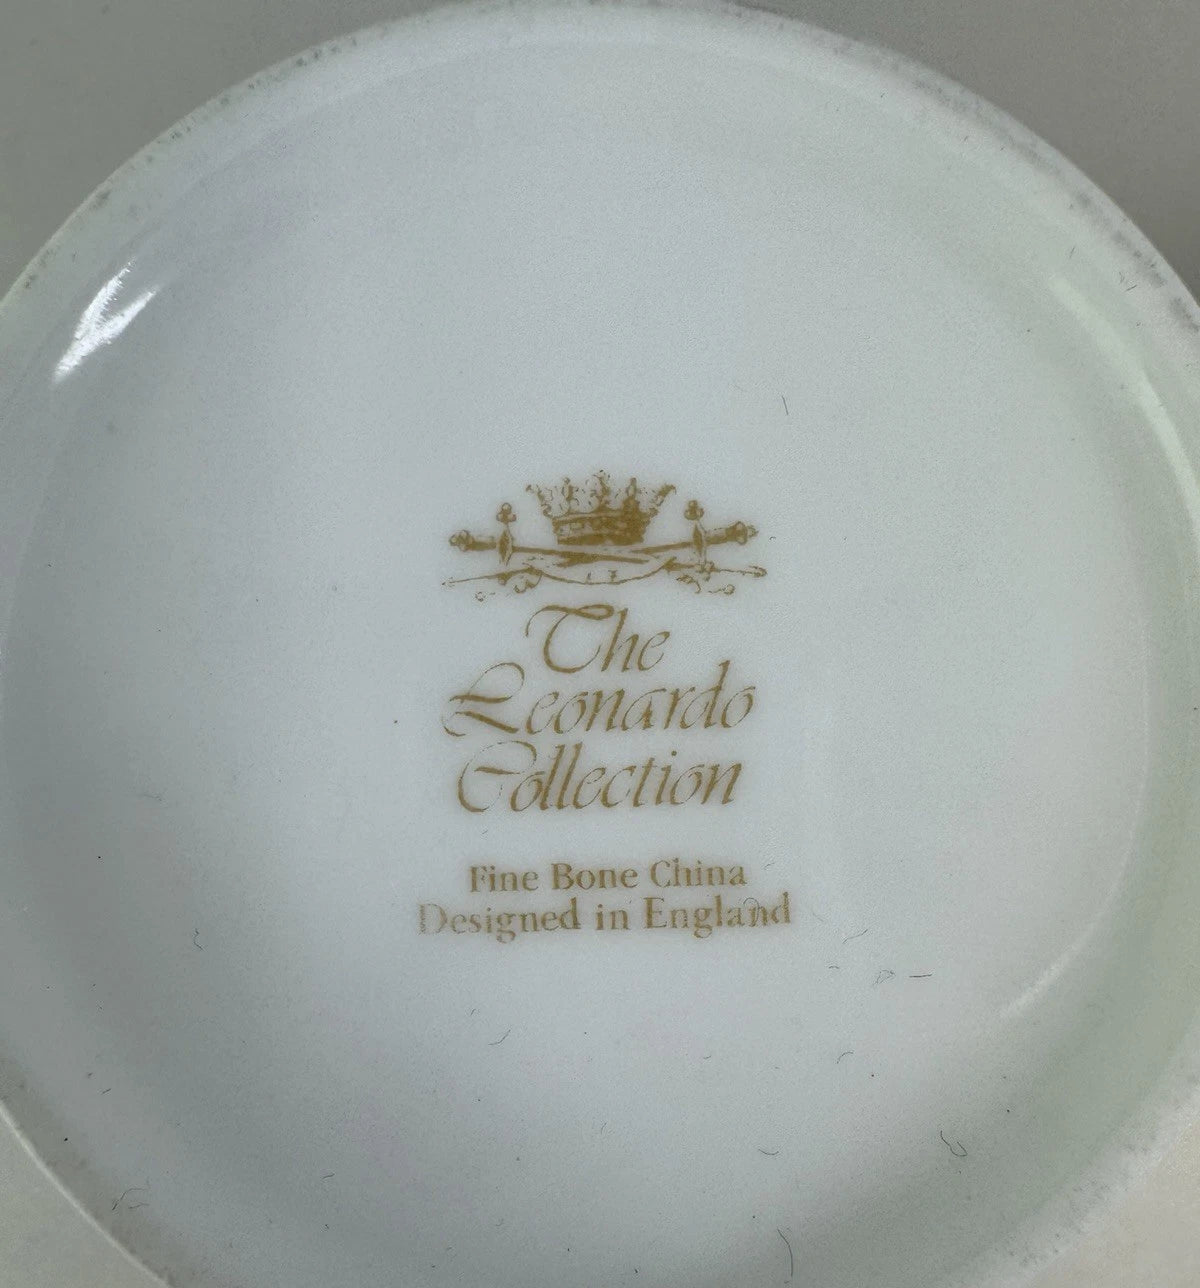 The
Leonardo
Collection
Fine Bone China
Designed in England